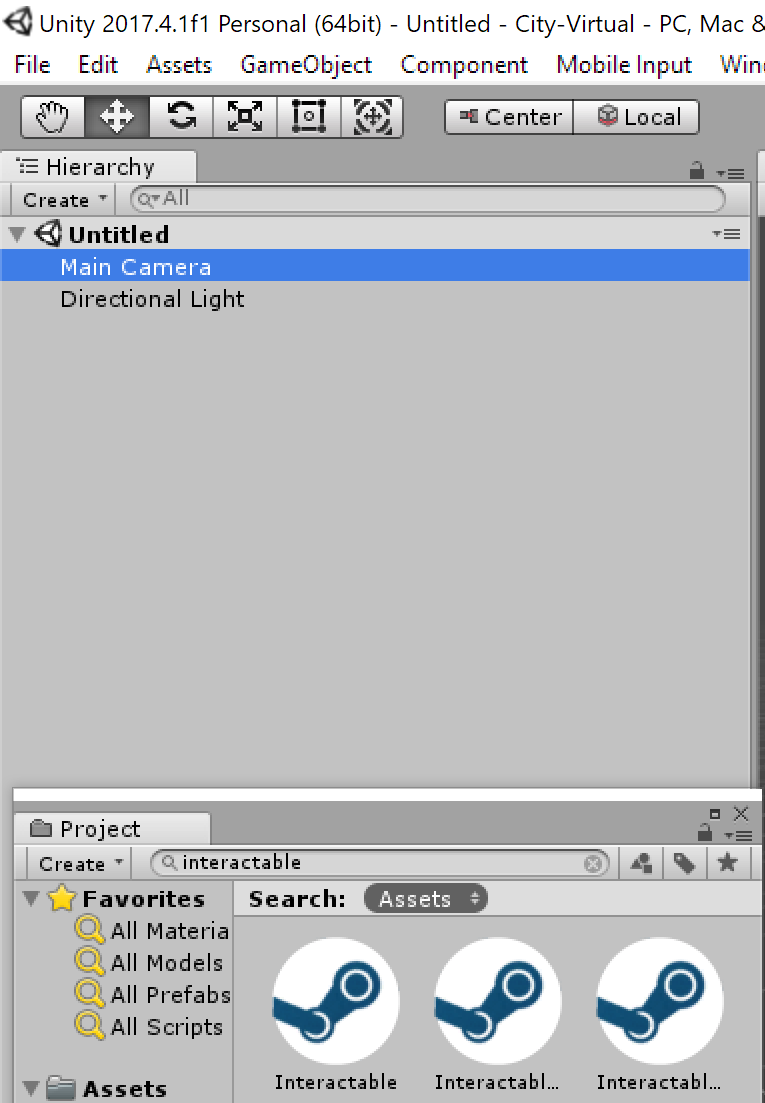 Unity 2017.4.1f1 Personal (64bit) - Untitled - City-Virtual - PC, Mac &
File Edit Assets GameObject Component Mobile Input Win
Center Local
Hierarchy
Create All
Untitled
Main Camera
Directional Light
Project
Create interactable
Favorites Search: Assets
All Materia
All Models
All Prefabs
All Scripts
Interactable Interactabl... Interactabl...
Assets